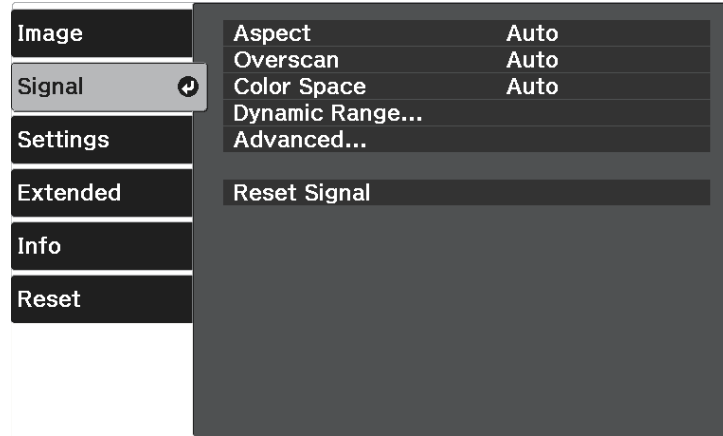 Image
Signal
Settings
Extended
Info
Reset
Aspect Auto
Overscan Auto
Color Space Auto
Dynamic Range...
Advanced...
Reset Signal